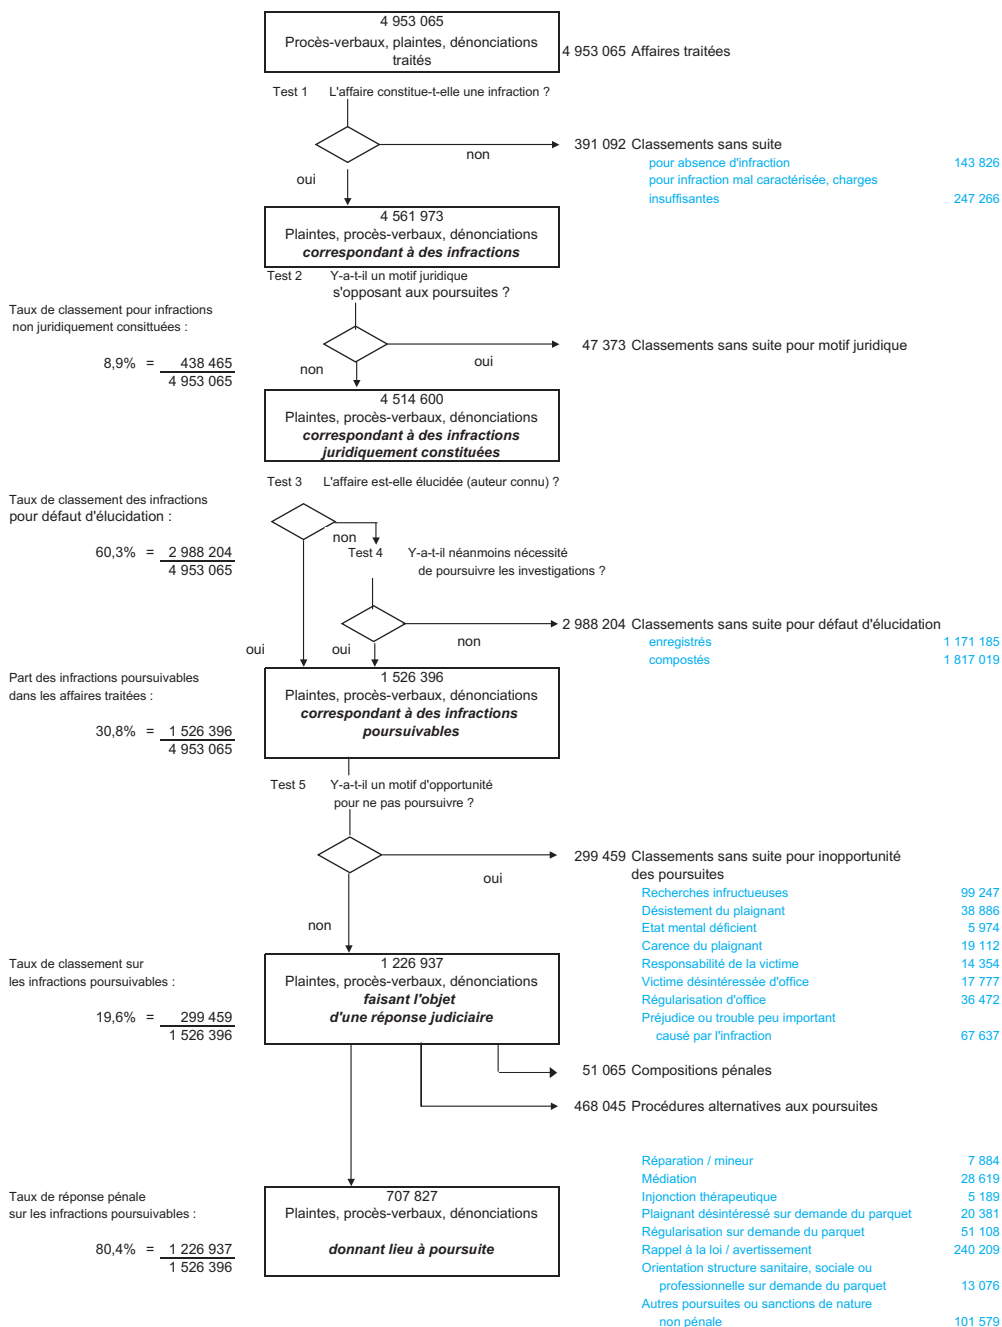 4 953 065
Procès-verbaux, plaintes, dénonciations
traités
4 953 065 Affaires traitées
Test 1 L'affaire constitue-t-elle une infraction ?
non
oui
391 092 Classements sans suite
pour absence d'infraction 143 826
pour infraction mal caractérisée, charges
insuffisantes 247 266
4 561 973
Plaintes, procès-verbaux, dénonciations
correspondant à des infractions
Test 2 Y-a-t-il un motif juridique
s'opposant aux poursuites ?
Taux de classement pour infractions
non juridiquement consittuées :
8,9% = 438 465
4 953 065
oui
non
47 373 Classements sans suite pour motif juridique
4 514 600
Plaintes, procès-verbaux, dénonciations
correspondant à des infractions
juridiquement constituées
Test 3 L'affaire est-elle élucidée (auteur connu) ?
Taux de classement des infractions
pour défaut d'élucidation :
60,3% = 2 988 204
4 953 065
non
Test 4 Y-a-t-il néanmoins nécessité
de poursuivre les investigations ?
non
oui
oui
2 988 204 Classements sans suite pour défaut d'élucidation
enregistrés 1 171 185
compostés 1 817 019
Part des infractions poursuivables
dans les affaires traitées :
30,8% = 1 526 396
4 953 065
1 526 396
Plaintes, procès-verbaux, dénonciations
correspondant à des infractions
poursuivables
Test 5 Y-a-t-il un motif d'opportunité
pour ne pas poursuivre ?
oui
non
299 459 Classements sans suite pour inopportunité
des poursuites
Recherches infructueuses 99 247
Désistement du plaignant 38 886
Etat mental déficient 5 974
Carence du plaignant 19 112
Responsabilité de la victime 14 354
Victime désintéressée d'office 17 777
Régularisation d'office 36 472
Préjudice ou trouble peu important
causé par l'infraction 67 637
Taux de classement sur
les infractions poursuivables :
19,6% = 299 459
1 526 396
1 226 937
Plaintes, procès-verbaux, dénonciations
faisant l'objet
d'une réponse judiciaire
51 065 Compositions pénales
468 045 Procédures alternatives aux poursuites
Réparation / mineur 7 884
Médiation 28 619
Injonction thérapeutique 5 189
Plaignant désintéressé sur demande du parquet 20 381
Régularisation sur demande du parquet 51 108
Rappel à la loi / avertissement 240 209
Orientation structure sanitaire, sociale ou
professionnelle sur demande du parquet 13 076
Autres poursuites ou sanctions de nature
non pénale 101 579
Taux de réponse pénale
sur les infractions poursuivables :
80,4% = 1 226 937
1 526 396
707 827
Plaintes, procès-verbaux, dénonciations
donnant lieu à poursuite